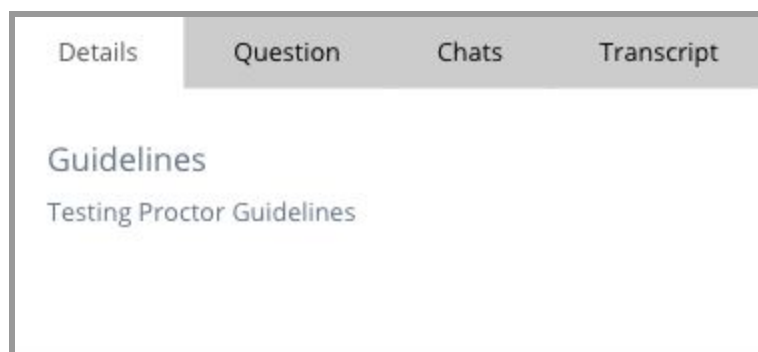 Details Question Chats Transcript
Guidelines
Testing Proctor Guidelines